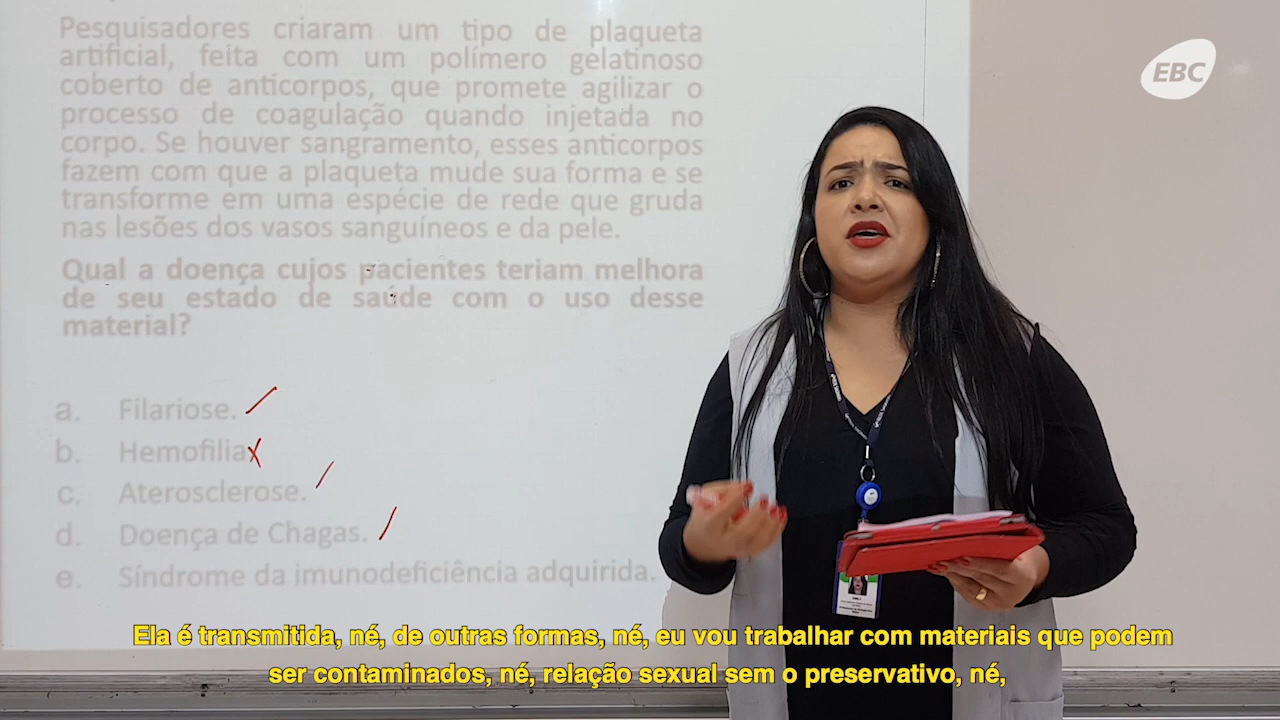 Pesquisadores criaram um tipo de plaqueta
artificial, feita com um polímero gelatinoso
coberto de anticorpos, que promete agilizar o
processo de coagulação quando injetada no
corpo. Se houver sangramento, esses anticorpos
fazem com que a plaqueta mude sua forma e se
transforme em uma espécie de rede que gruda
nas lesões dos vasos sanguíneos e da pele.
Qual a doença cujos pacientes teriam melhora
de seu estado de saúde com o uso desse
material?
a. Filariose.
b. Hemofilia
c. Aterosclerose.
d. Doença de Chagas.
e. Síndrome da imunodeficiência adquirida.
EBC
Ela é transmitida, né, de outras formas, né, eu vou trabalhar com materiais que podem
ser contaminados, né, relação sexual sem o preservativo, né,